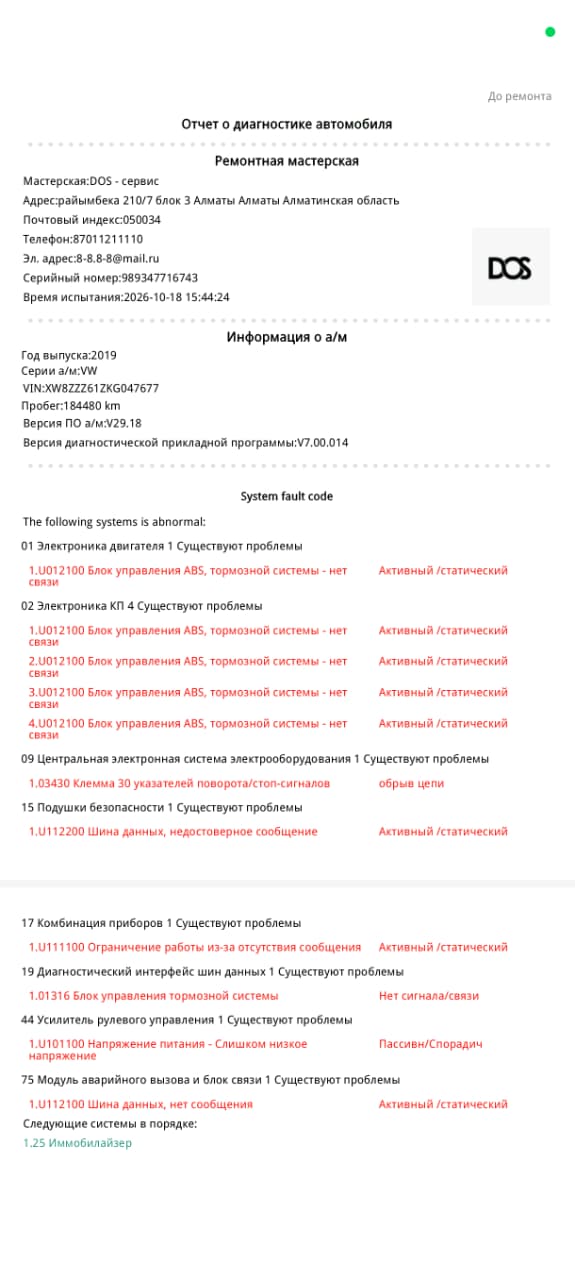 До ремонта
Отчет о диагностике автомобиля
Ремонтная мастерская
Мастерская:DOS - сервис
Адрес:райымбека 210/7 блок 3 Алматы Алматы Алматинская область
Почтовый индекс:050034
Телефон:87011211110
Эл. адрес:8-8.8-8@mail.ru
Серийный номер:989347716743
Время испытания:2026-10-18 15:44:24
DOS
Информация о а/м
Год выпуска:2019
Серии а/м:VW
VIN:XW8ZZZ61ZKG047677
Пробег:184480 km
Версия ПО а/м:V29.18
Версия диагностической прикладной программы:V7.00.014
System fault code
The following systems is abnormal:
01 Электроника двигателя 1 Существуют проблемы
1.U012100 Блок управления ABS, тормозной системы - нет Активный /статический
связи
02 Электроника КП 4 Существуют проблемы
1.U012100 Блок управления ABS, тормозной системы - нет Активный /статический
связи
2.U012100 Блок управления ABS, тормозной системы - нет Активный /статический
связи
3.U012100 Блок управления ABS, тормозной системы - нет Активный /статический
связи
4.U012100 Блок управления ABS, тормозной системы - нет Активный /статический
связи
09 Центральная электронная система электрооборудования 1 Существуют проблемы
1.03430 Клемма 30 указателей поворота/стоп-сигналов обрыв цепи
15 Подушки безопасности 1 Существуют проблемы
1.U112200 Шина данных, недостоверное сообщение Активный /статический
17 Комбинация приборов 1 Существуют проблемы
1.U111100 Ограничение работы из-за отсутствия сообщения Активный /статический
19 Диагностический интерфейс шин данных 1 Существуют проблемы
1.01316 Блок управления тормозной системы Нет сигнала/связи
44 Усилитель рулевого управления 1 Существуют проблемы
1.U101100 Напряжение питания - Слишком низкое Пассивн/Спорадич
напряжение
75 Модуль аварийного вызова и блок связи 1 Существуют проблемы
1.U112100 Шина данных, нет сообщения Активный /статический
Следующие системы в порядке:
1.25 Иммобилайзер